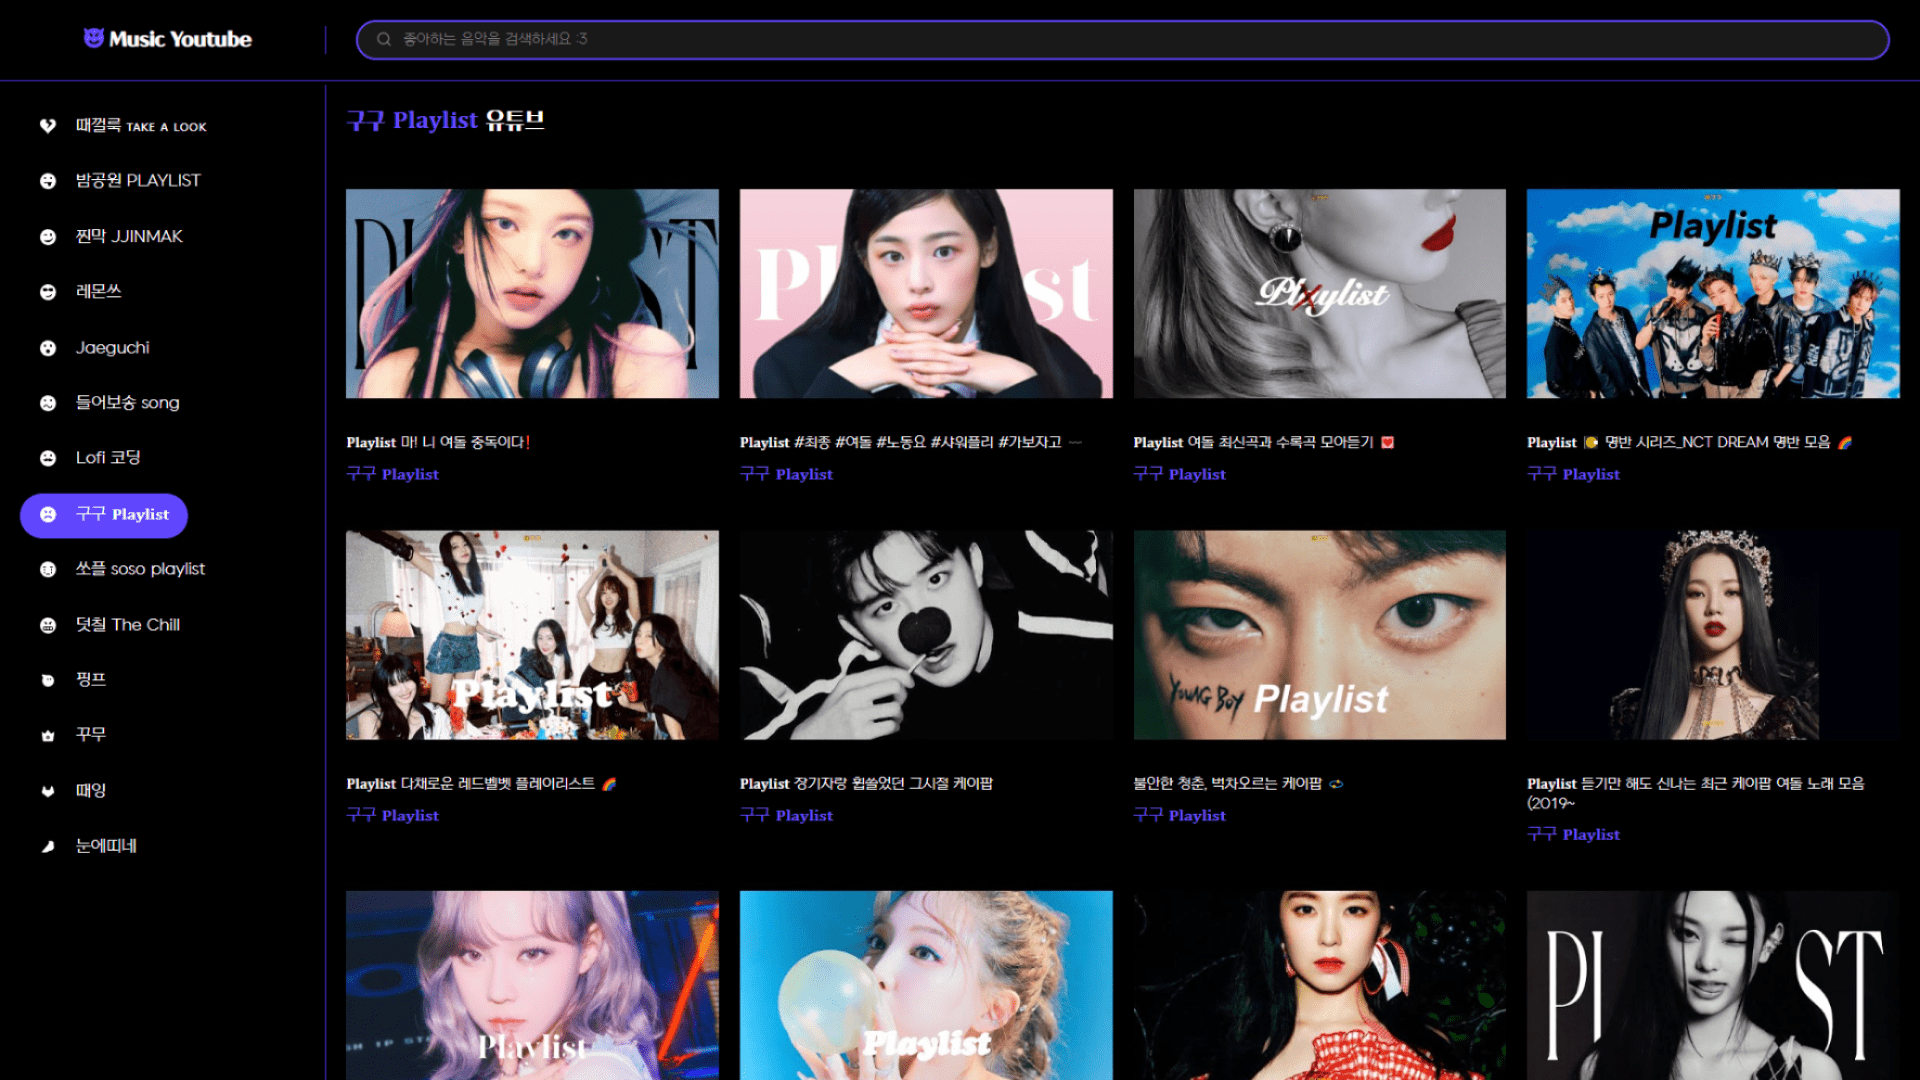 Music Youtube
좋아하는 음악을 검색하세요 :3
때껄룩 TAKE A LOOK
밤공원 PLAYLIST
찐막 JJINMAK
레몬쓰
Jaeguchi
들어보송 song
Lofi 코딩
구구 Playlist
쏘플 soso playlist
덧칠 The Chill
핑프
꾸무
때잉
눈에띠네
구구 Playlist 유튜브
PL ST
Pl st
Playlist
Playlist
Playlist 마! 니 여돌 중독이다❗
구구 Playlist
Playlist #최종 #여돌 #노동요 #샤워플리 #가보자고 〰
구구 Playlist
Playlist 여돌 최신곡과 수록곡 모아듣기 💌
구구 Playlist
Playlist 📀 명반 시리즈_NCT DREAM 명반 모음 🌈
구구 Playlist
Playlist
YOUNG BOY Playlist
Playlist 다채로운 레드벨벳 플레이리스트 🌈
구구 Playlist
Playlist 장기자랑 휩쓸었던 그시절 케이팝
구구 Playlist
불안한 청춘, 벅차오르는 케이팝 💫
구구 Playlist
Playlist 듣기만 해도 신나는 최근 케이팝 여돌 노래 모음
(2019~
구구 Playlist
Playlist
Playlist
PL ST